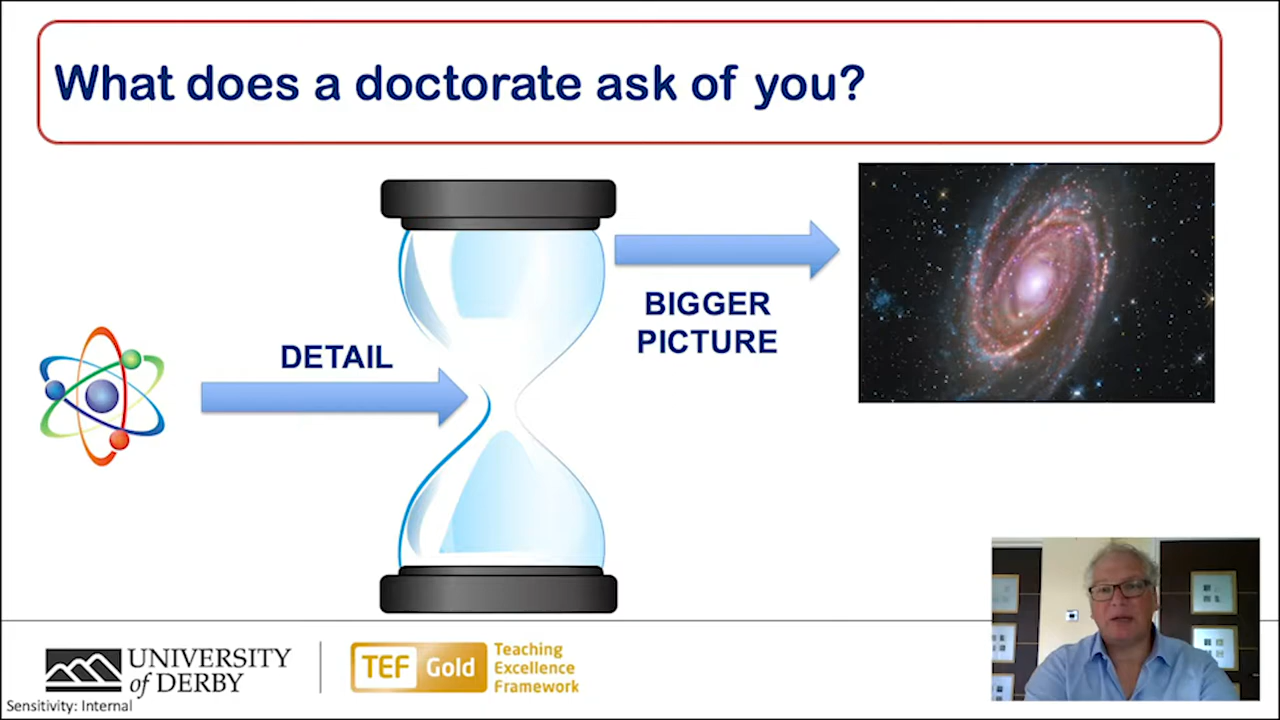 What does a doctorate ask of you?
BIGGER
PICTURE
DETAIL
UNIVERSITY
of DERBY
TEF Gold
Teaching
Excellence
Framework
Sensitivity: Internal